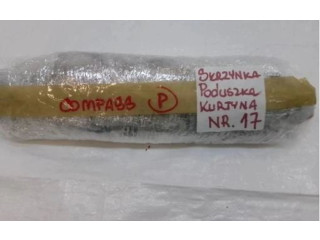 COMPASS P
SKRZYNKA
PODUSZKA
KURTYNA
NR. 17